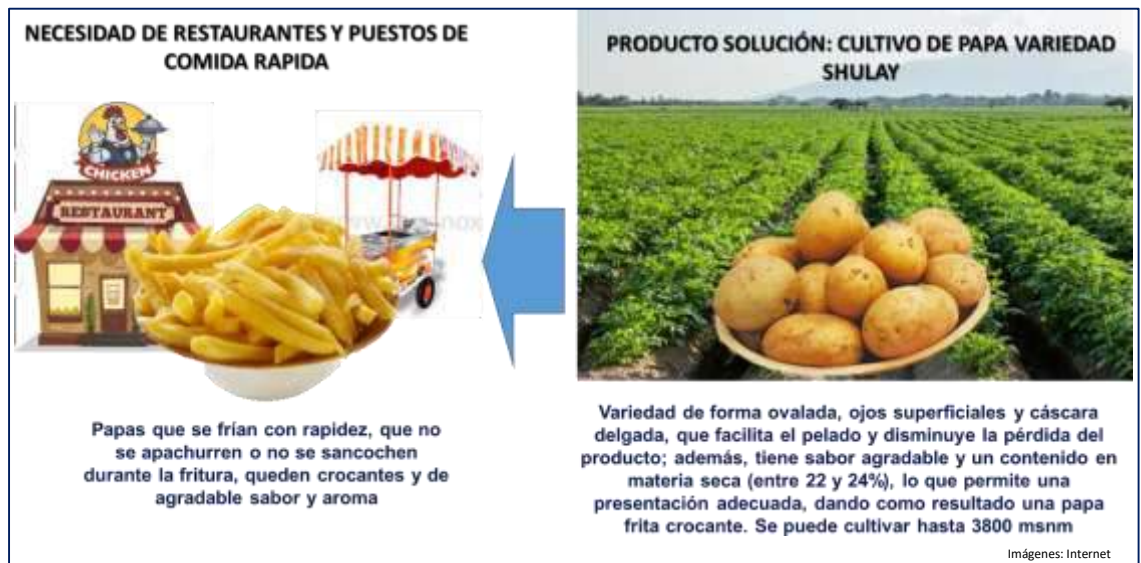 NECESIDAD DE RESTAURANTES Y PUESTOS DE
COMIDA RAPIDA
CHICKEN
RESTAURANT
Papas que se frían con rapidez, que no
se apachurren o no se sancochen
durante la fritura, queden crocantes y de
agradable sabor y aroma
PRODUCTO SOLUCIÓN: CULTIVO DE PAPA VARIEDAD
SHULAY
Variedad de forma ovalada, ojos superficiales y cáscara
delgada, que facilita el pelado y disminuye la pérdida del
producto; además, tiene sabor agradable y un contenido en
materia seca (entre 22 y 24%), lo que permite una
presentación adecuada, dando como resultado una papa
frita crocante. Se puede cultivar hasta 3800 msnm
Imágenes: Internet